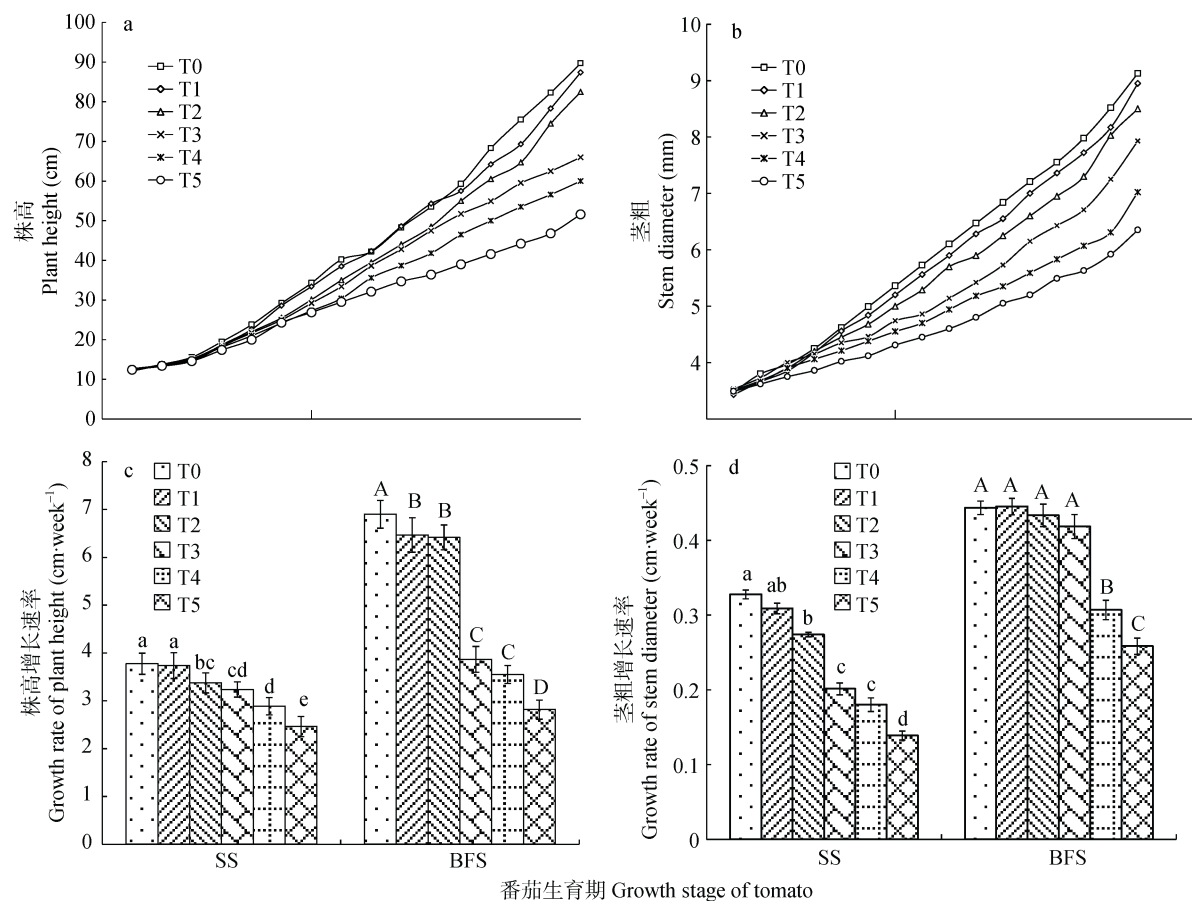 a
株高
Plant height (cm)
100
90
80
70
60
50
40
30
20
10
0
T0
T1
T2
T3
T4
T5
b
茎粗
Stem diameter (mm)
10
9
8
7
6
5
4
T0
T1
T2
T3
T4
T5
c
株高增长速率
Growth rate of plant height (cm·week⁻¹)
8
7
6
5
4
3
2
1
0
T0
T1
T2
T3
T4
T5
a a bc cd d e
A B B C C D
SS BFS
d
茎粗增长速率
Growth rate of stem diameter (cm·week⁻¹)
0.5
0.4
0.3
0.2
0.1
0
T0
T1
T2
T3
T4
T5
a ab b c c d
A A A A B C
SS BFS
番茄生育期 Growth stage of tomato